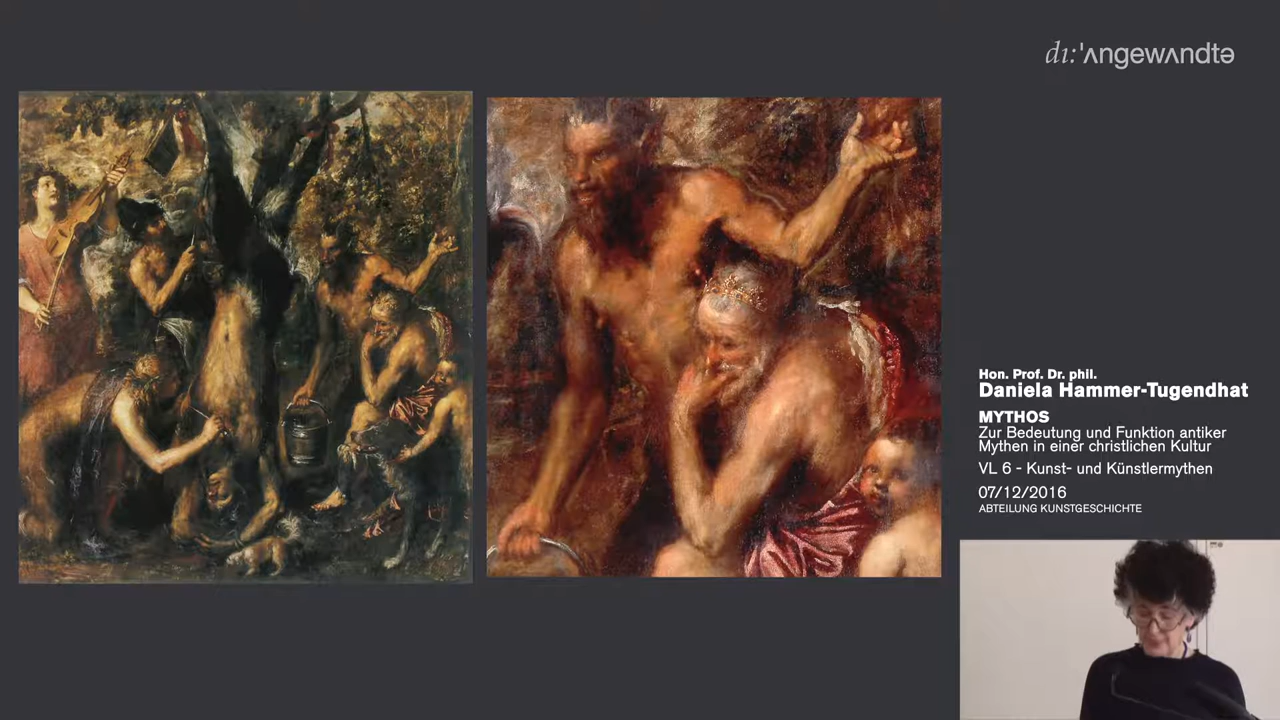 dı:'ʌngewʌndtə
Hon. Prof. Dr. phil.
Daniela Hammer-Tugendhat
MYTHOS
Zur Bedeutung und Funktion antiker
Mythen in einer christlichen Kultur
VL 6 - Kunst- und Künstlermythen
07/12/2016
ABTEILUNG KUNSTGESCHICHTE